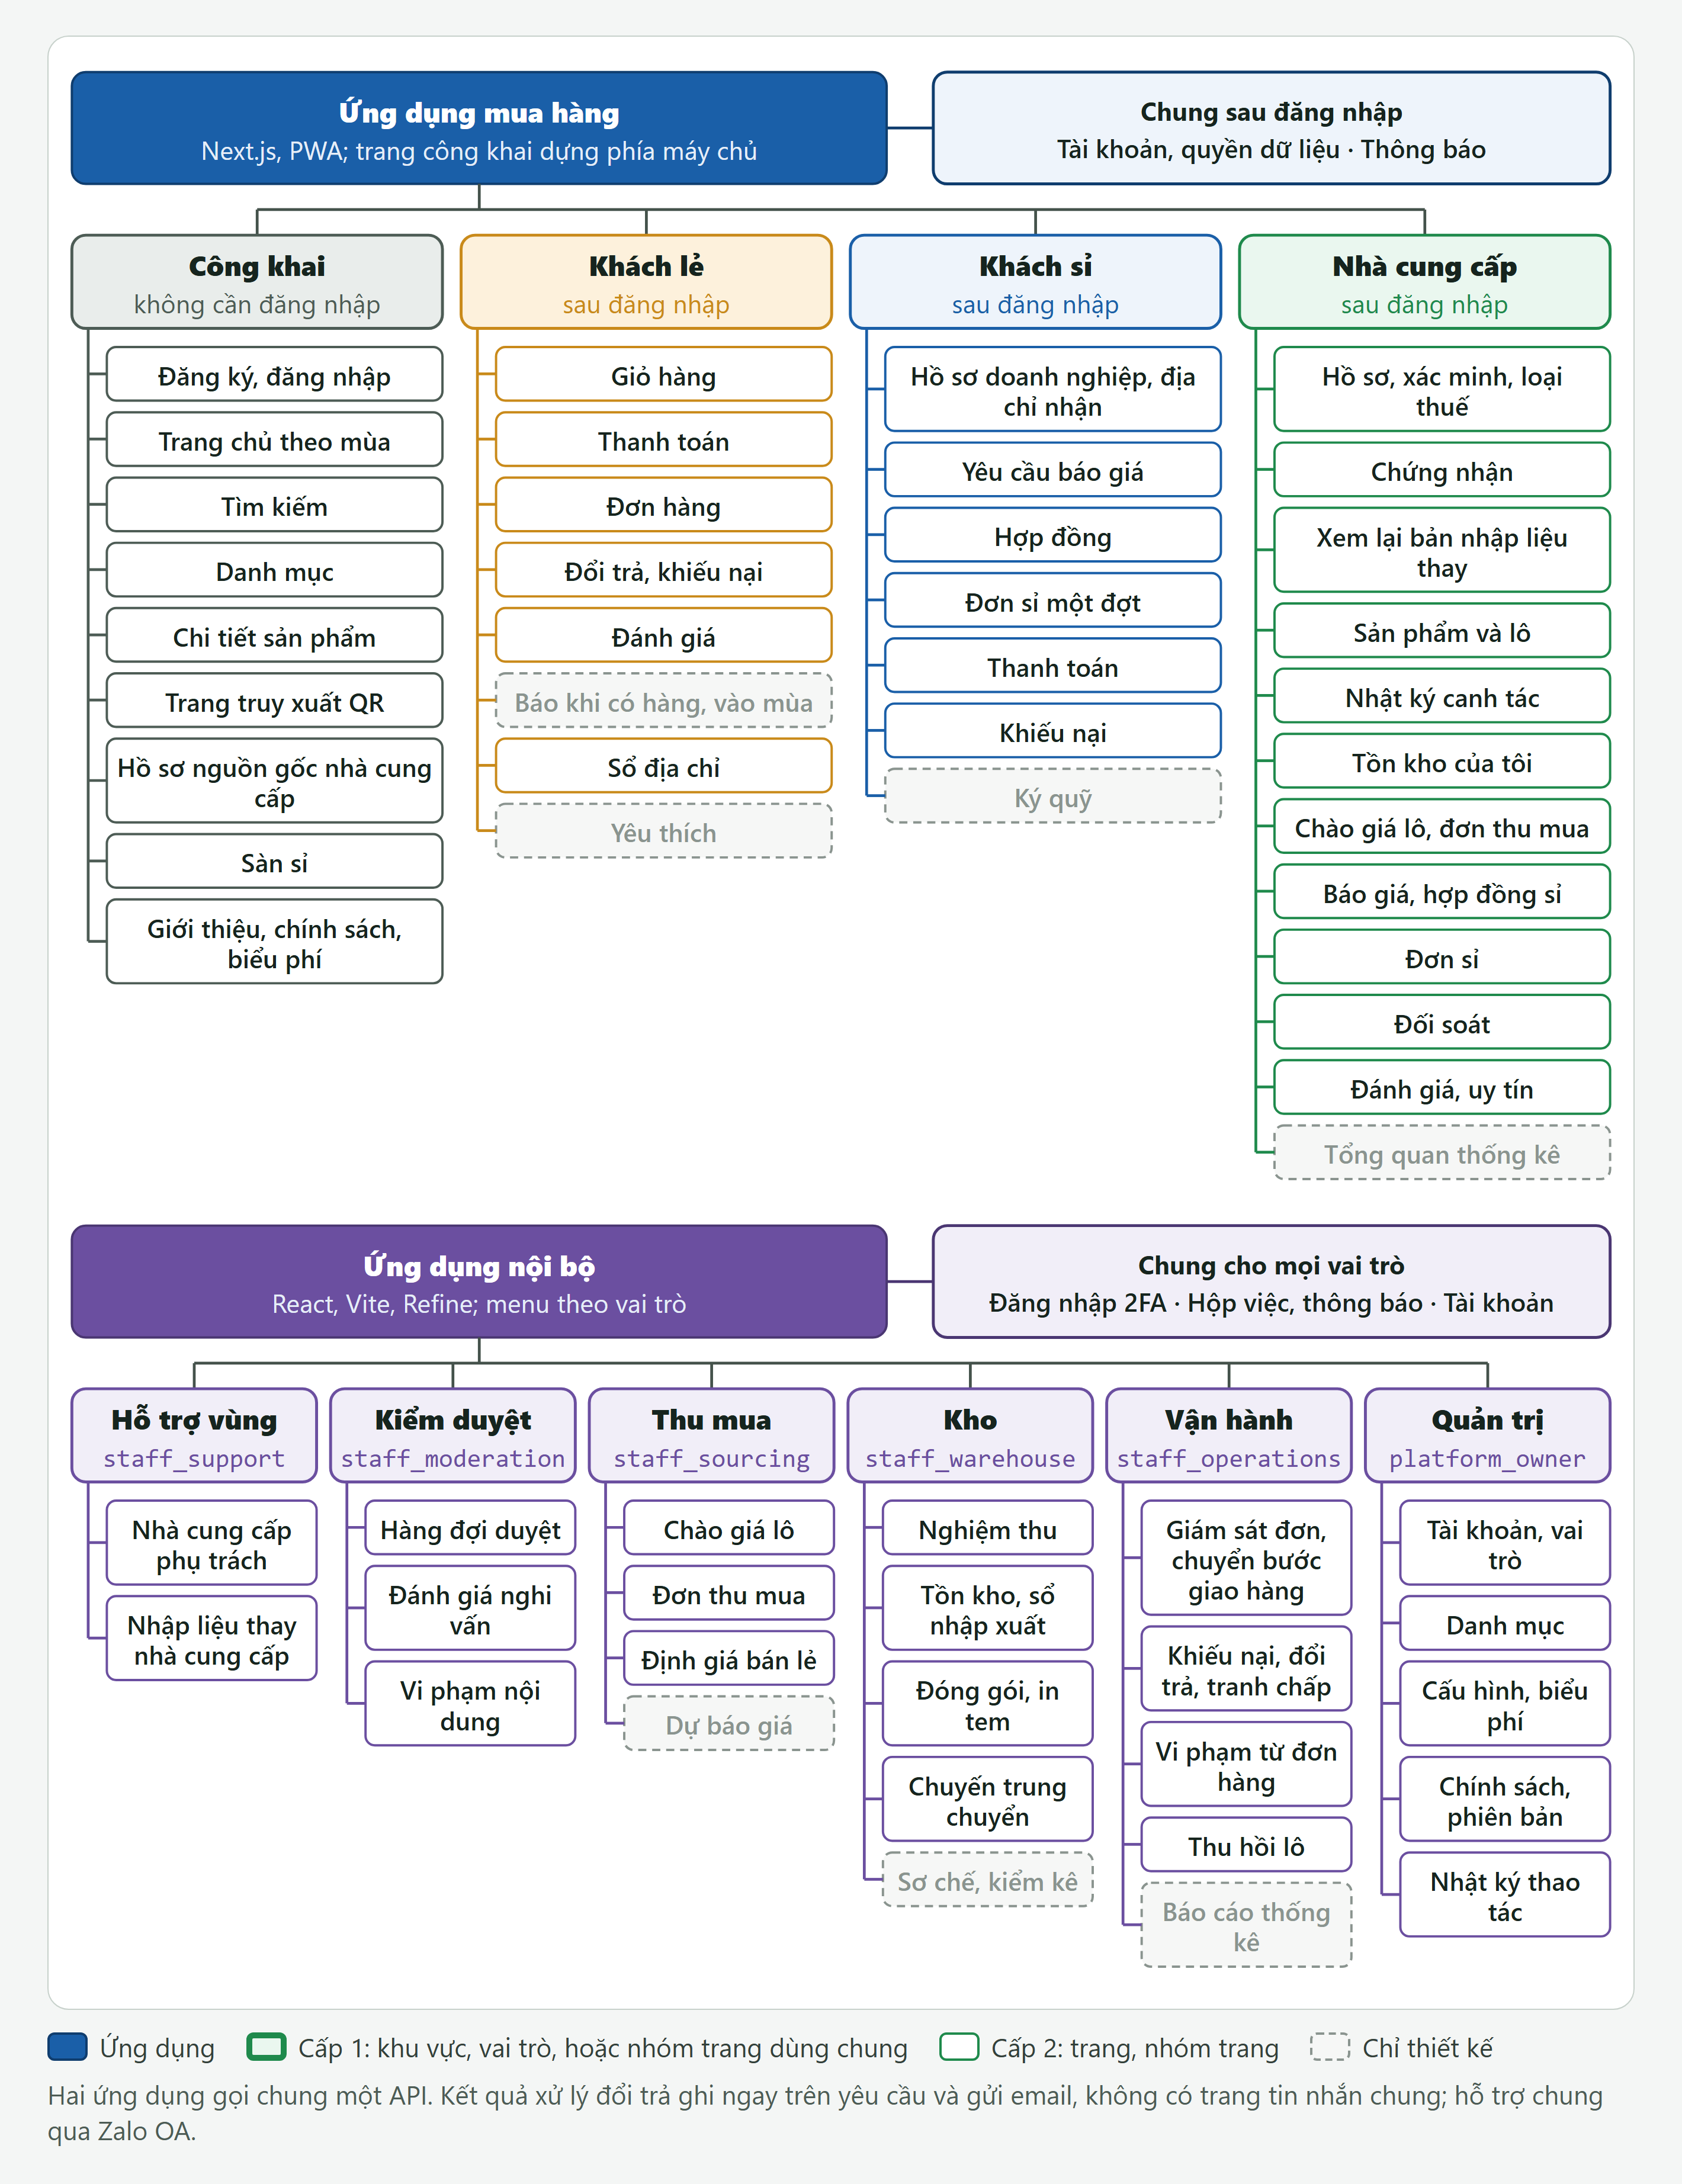 Ứng dụng mua hàng
Next.js, PWA; trang công khai dựng phía máy chủ
Chung sau đăng nhập
Tài khoản, quyền dữ liệu · Thông báo
Công khai
không cần đăng nhập
Đăng ký, đăng nhập
Trang chủ theo mùa
Tìm kiếm
Danh mục
Chi tiết sản phẩm
Trang truy xuất QR
Hồ sơ nguồn gốc nhà cung
cấp
Sàn sỉ
Giới thiệu, chính sách,
biểu phí
Khách lẻ
sau đăng nhập
Giỏ hàng
Thanh toán
Đơn hàng
Đổi trả, khiếu nại
Đánh giá
Báo khi có hàng, vào mùa
Sổ địa chỉ
Yêu thích
Khách sỉ
sau đăng nhập
Hồ sơ doanh nghiệp, địa
chỉ nhận
Yêu cầu báo giá
Hợp đồng
Đơn sỉ một đợt
Thanh toán
Khiếu nại
Ký quỹ
Nhà cung cấp
sau đăng nhập
Hồ sơ, xác minh, loại
thuế
Chứng nhận
Xem lại bản nhập liệu
thay
Sản phẩm và lô
Nhật ký canh tác
Tồn kho của tôi
Chào giá lô, đơn thu mua
Báo giá, hợp đồng sỉ
Đơn sỉ
Đối soát
Đánh giá, uy tín
Tổng quan thống kê
Ứng dụng nội bộ
React, Vite, Refine; menu theo vai trò
Chung cho mọi vai trò
Đăng nhập 2FA · Hộp việc, thông báo · Tài khoản
Hỗ trợ vùng
staff_support
Nhà cung cấp
phụ trách
Nhập liệu thay
nhà cung cấp
Kiểm duyệt
staff_moderation
Hàng đợi duyệt
Đánh giá nghi
vấn
Vi phạm nội
dung
Thu mua
staff_sourcing
Chào giá lô
Đơn thu mua
Định giá bán lẻ
Dự báo giá
Kho
staff_warehouse
Nghiệm thu
Tồn kho, sổ
nhập xuất
Đóng gói, in
tem
Chuyến trung
chuyển
Sơ chế, kiểm kê
Vận hành
staff_operations
Giám sát đơn,
chuyển bước
giao hàng
Khiếu nại, đổi
trả, tranh chấp
Vi phạm từ đơn
hàng
Thu hồi lô
Báo cáo thống
kê
Quản trị
platform_owner
Tài khoản, vai
trò
Danh mục
Cấu hình, biểu
phí
Chính sách,
phiên bản
Nhật ký thao
tác
Ứng dụng
Cấp 1: khu vực, vai trò, hoặc nhóm trang dùng chung
Cấp 2: trang, nhóm trang
Chỉ thiết kế
Hai ứng dụng gọi chung một API. Kết quả xử lý đổi trả ghi ngay trên yêu cầu và gửi email, không có trang tin nhắn chung; hỗ trợ chung
qua Zalo OA.